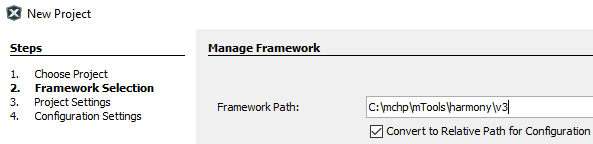 New Project
Steps
1. Choose Project
2. Framework Selection
3. Project Settings
4. Configuration Settings
Manage Framework
Framework Path: C:\mchp\mTools\harmony\v3
Convert to Relative Path for Configuration